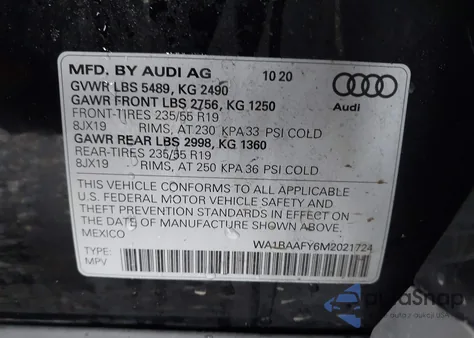 MFD. BY AUDI AG 10 20
GVWR LBS 5489, KG 2490
GAWR FRONT LBS 2756, KG 1250
FRONT-TIRES 235/55 R19
8JX19 RIMS, AT 230 KPA 33 PSI COLD
GAWR REAR LBS 2998, KG 1360
REAR-TIRES 235/55 R19
8JX19 RIMS, AT 250 KPA 36 PSI COLD
Audi
THIS VEHICLE CONFORMS TO ALL APPLICABLE
U.S. FEDERAL MOTOR VEHICLE SAFETY AND
THEFT PREVENTION STANDARDS IN EFFECT ON
THE DATE OF MANUFACTURE SHOWN ABOVE.
MEXICO
WA1BAAFY6M2021724
TYPE:
MPV